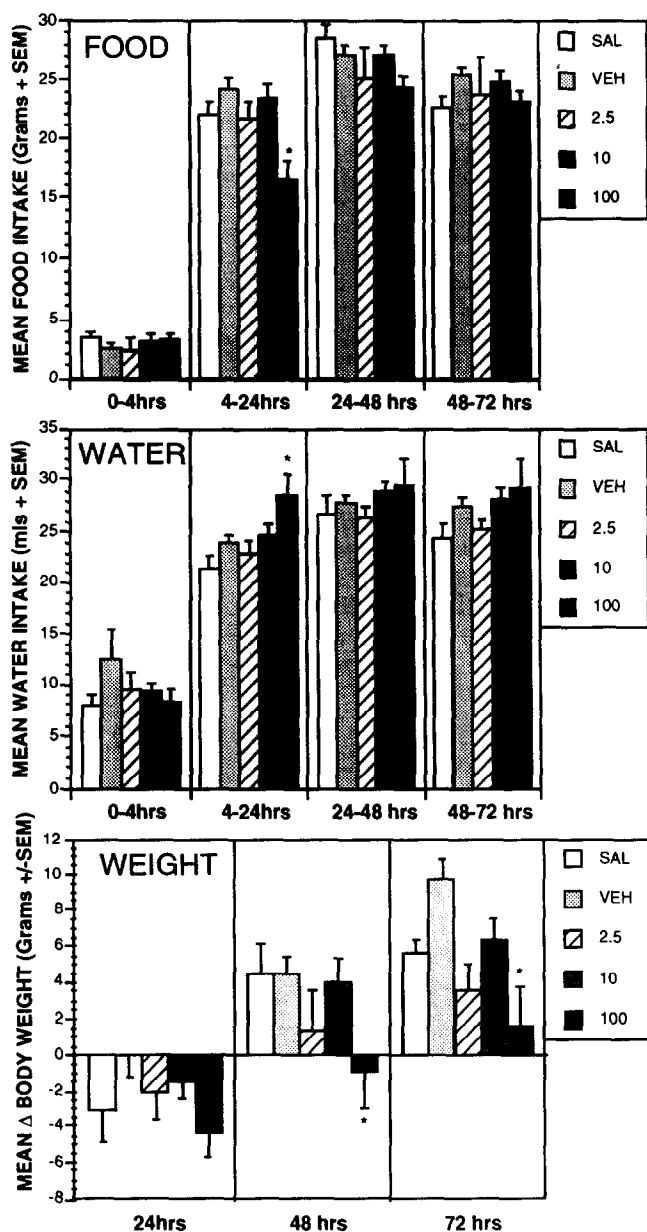 FOOD
MEAN FOOD INTAKE (Grams + SEM)
30
25
20
15
10
5
0
*
0-4hrs
4-24hrs
24-48 hrs
48-72 hrs
SAL
VEH
2.5
10
100
WATER
MEAN WATER INTAKE (mls + SEM)
35
30
25
20
15
10
5
0
*
0-4hrs
4-24hrs
24-48 hrs
48-72 hrs
SAL
VEH
2.5
10
100
WEIGHT
MEAN Δ BODY WEIGHT (Grams +/-SEM)
12
10
8
6
4
2
0
-2
-4
-6
-8
*
*
24hrs
48 hrs
72 hrs
SAL
VEH
2.5
10
100